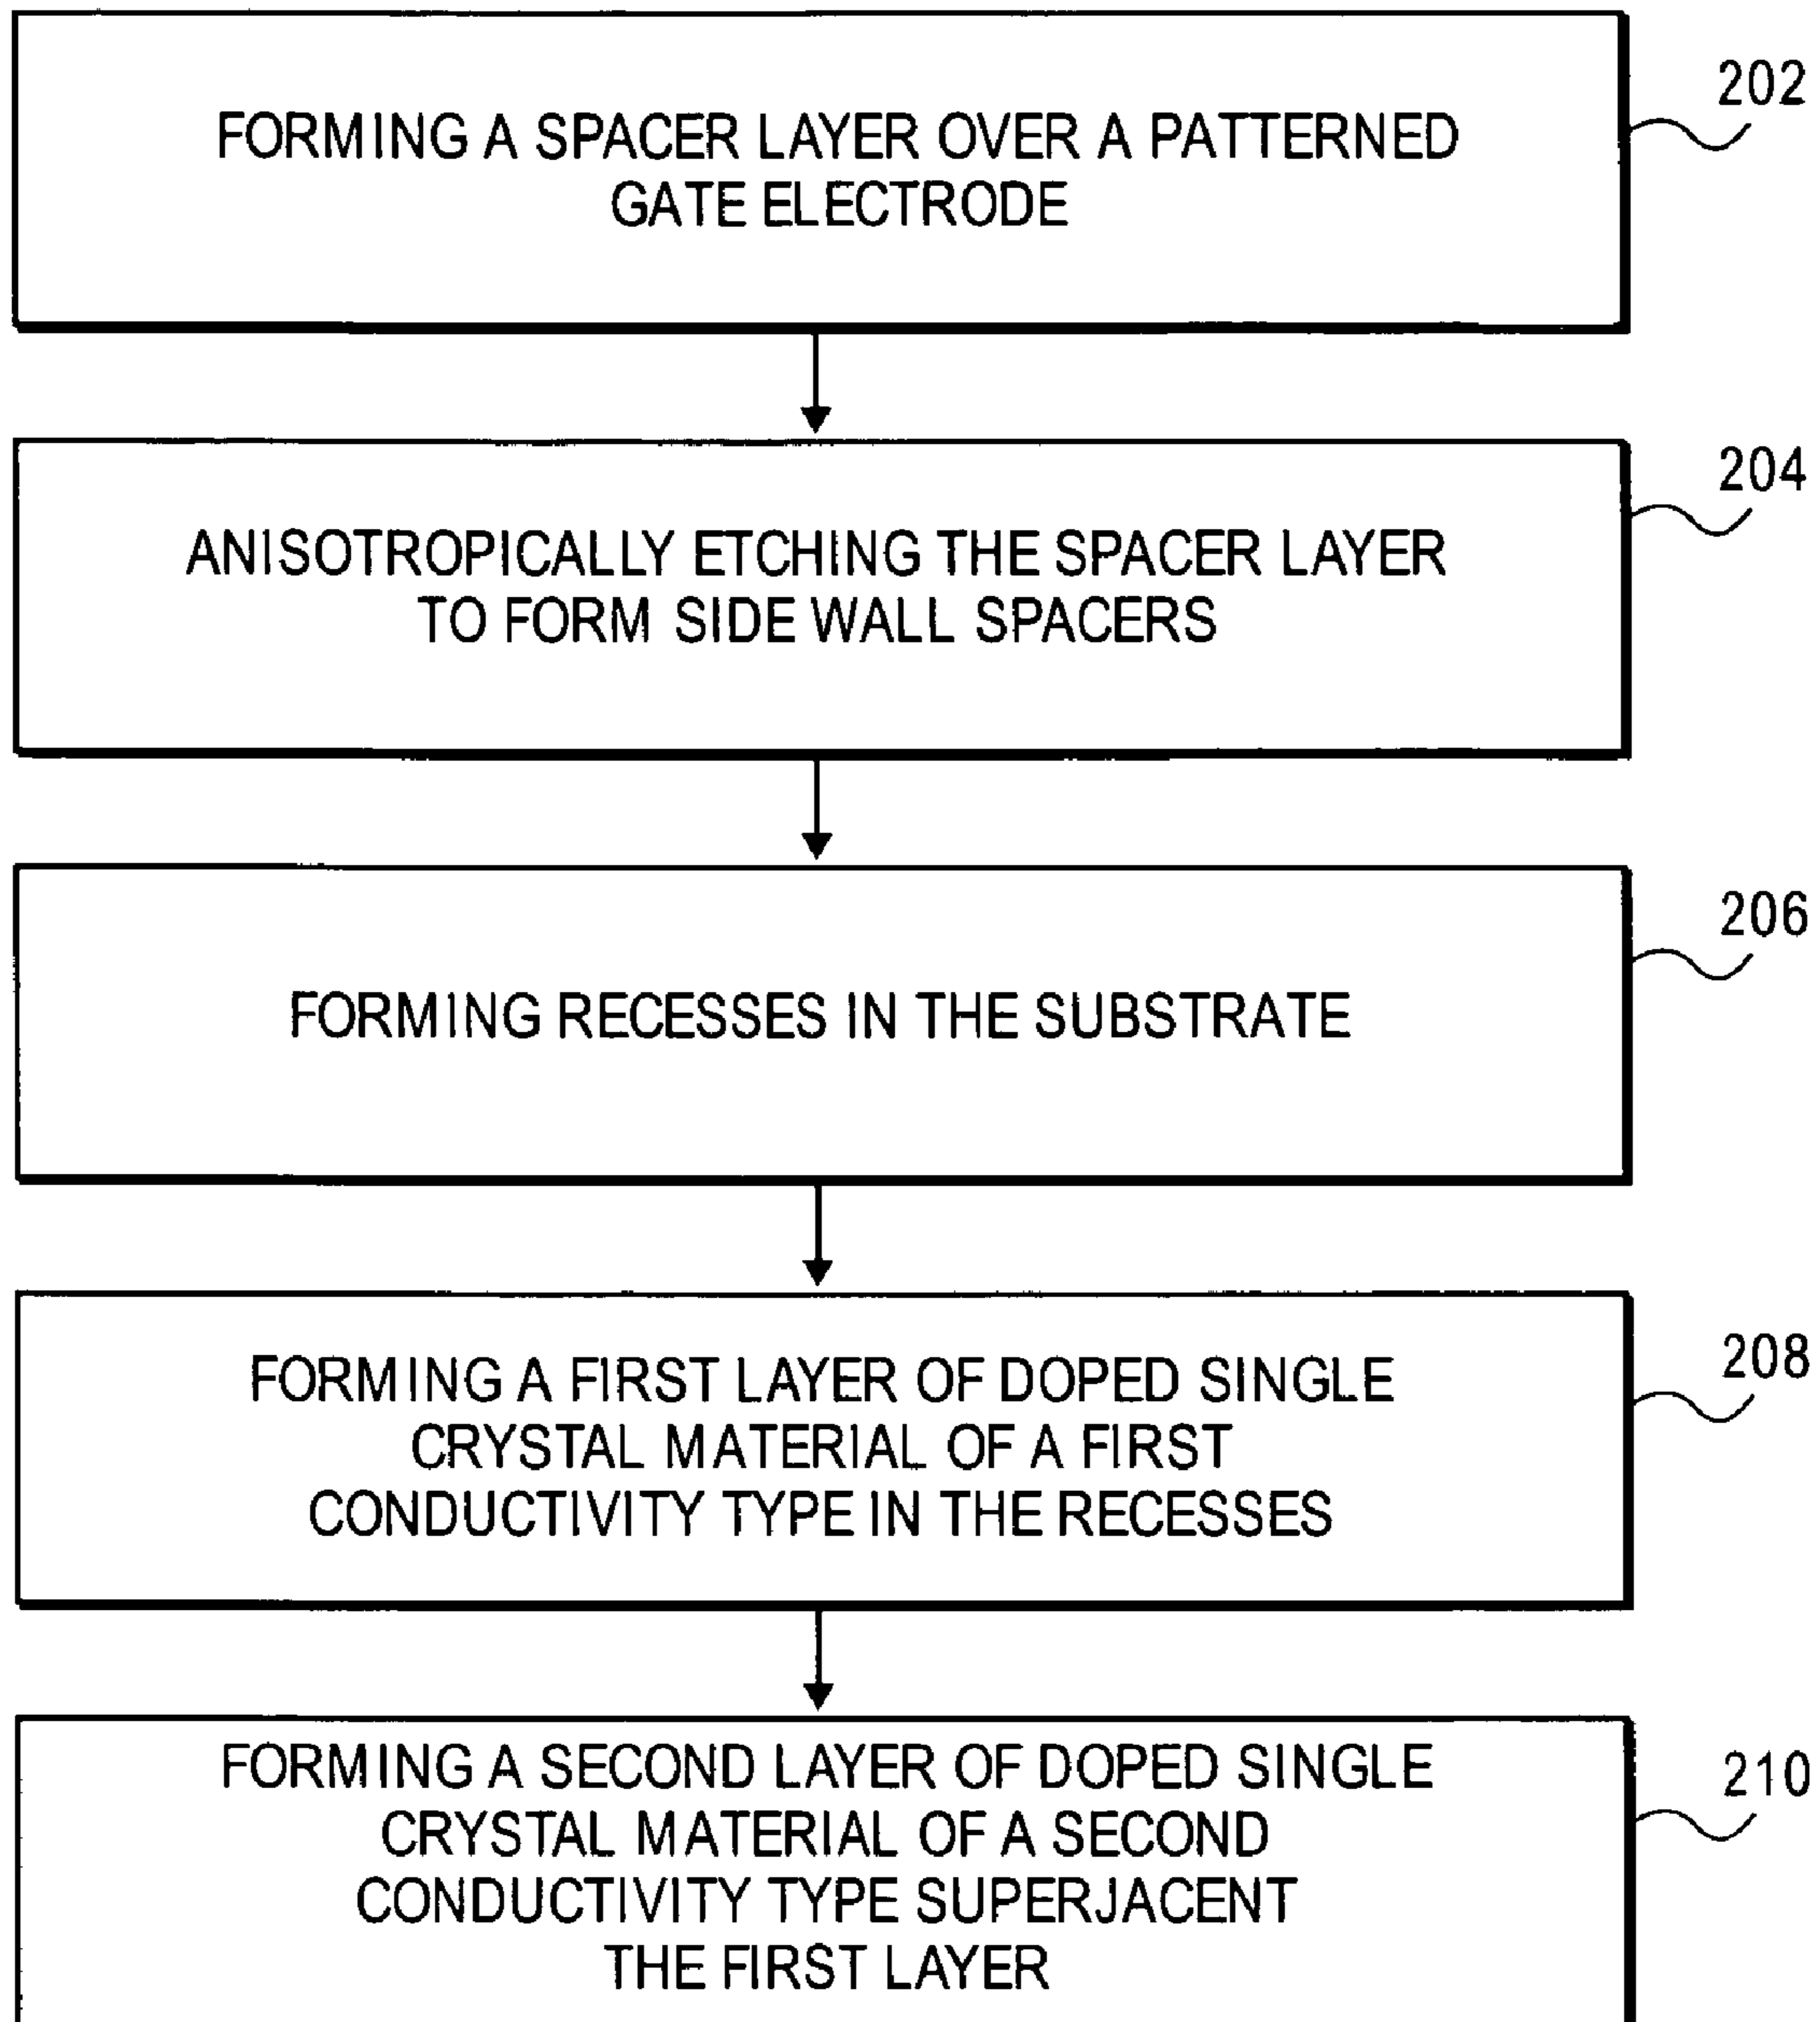 FORMING A SPACER LAYER OVER A PATTERNED
GATE ELECTRODE
202
ANISOTROPICALLY ETCHING THE SPACER LAYER
TO FORM SIDE WALL SPACERS
204
FORMING RECESSES IN THE SUBSTRATE
206
FORMING A FIRST LAYER OF DOPED SINGLE
CRYSTAL MATERIAL OF A FIRST
CONDUCTIVITY TYPE IN THE RECESSES
208
FORMING A SECOND LAYER OF DOPED SINGLE
CRYSTAL MATERIAL OF A SECOND
CONDUCTIVITY TYPE SUPERJACENT
THE FIRST LAYER
210